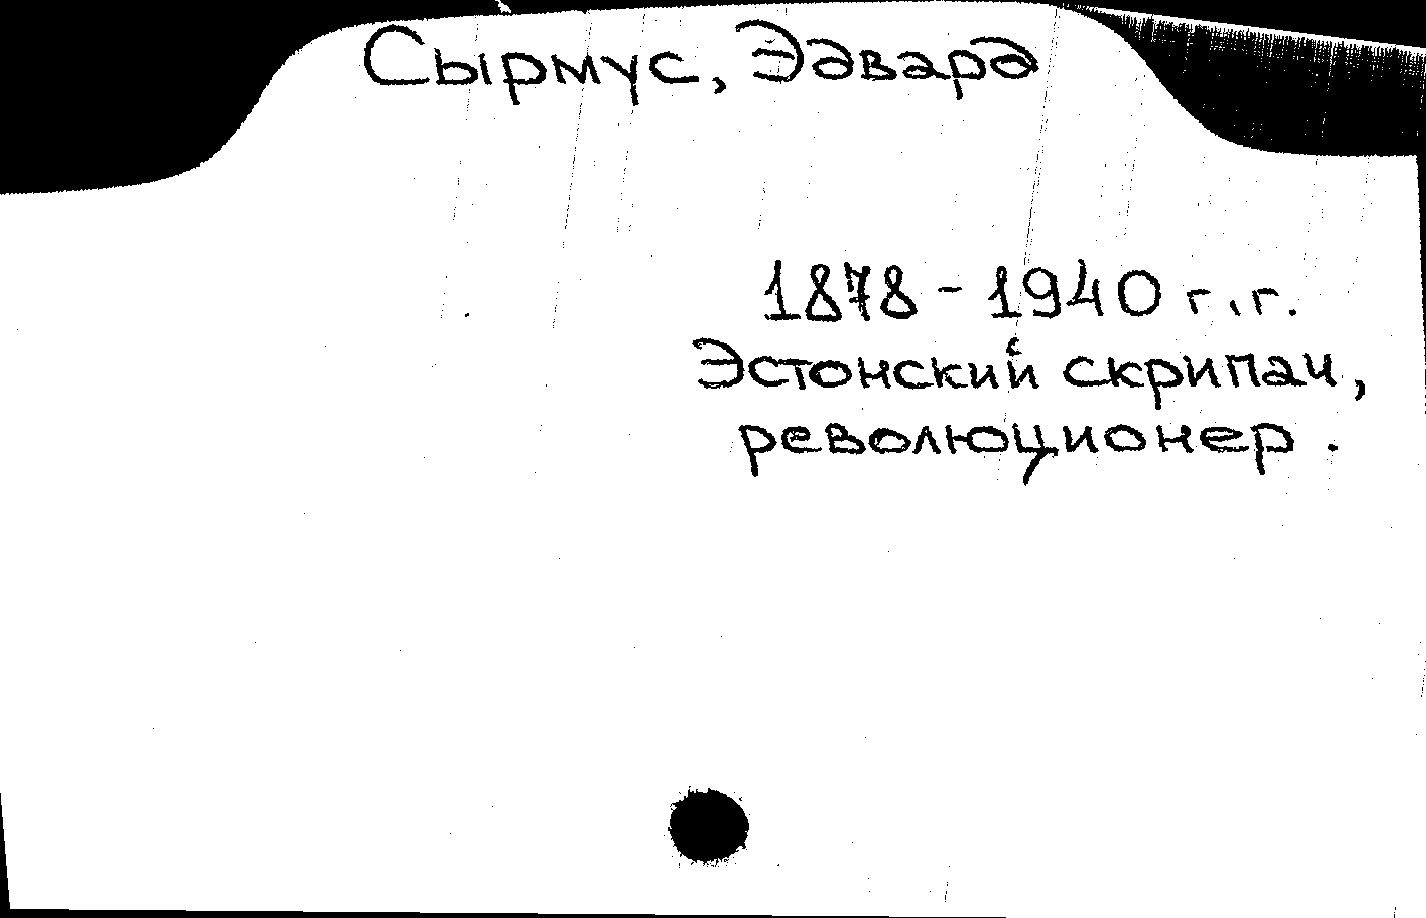 Сырмус, Эдвард
1878 - 1940 г.г.
Эстонский скрипач,
революционер.